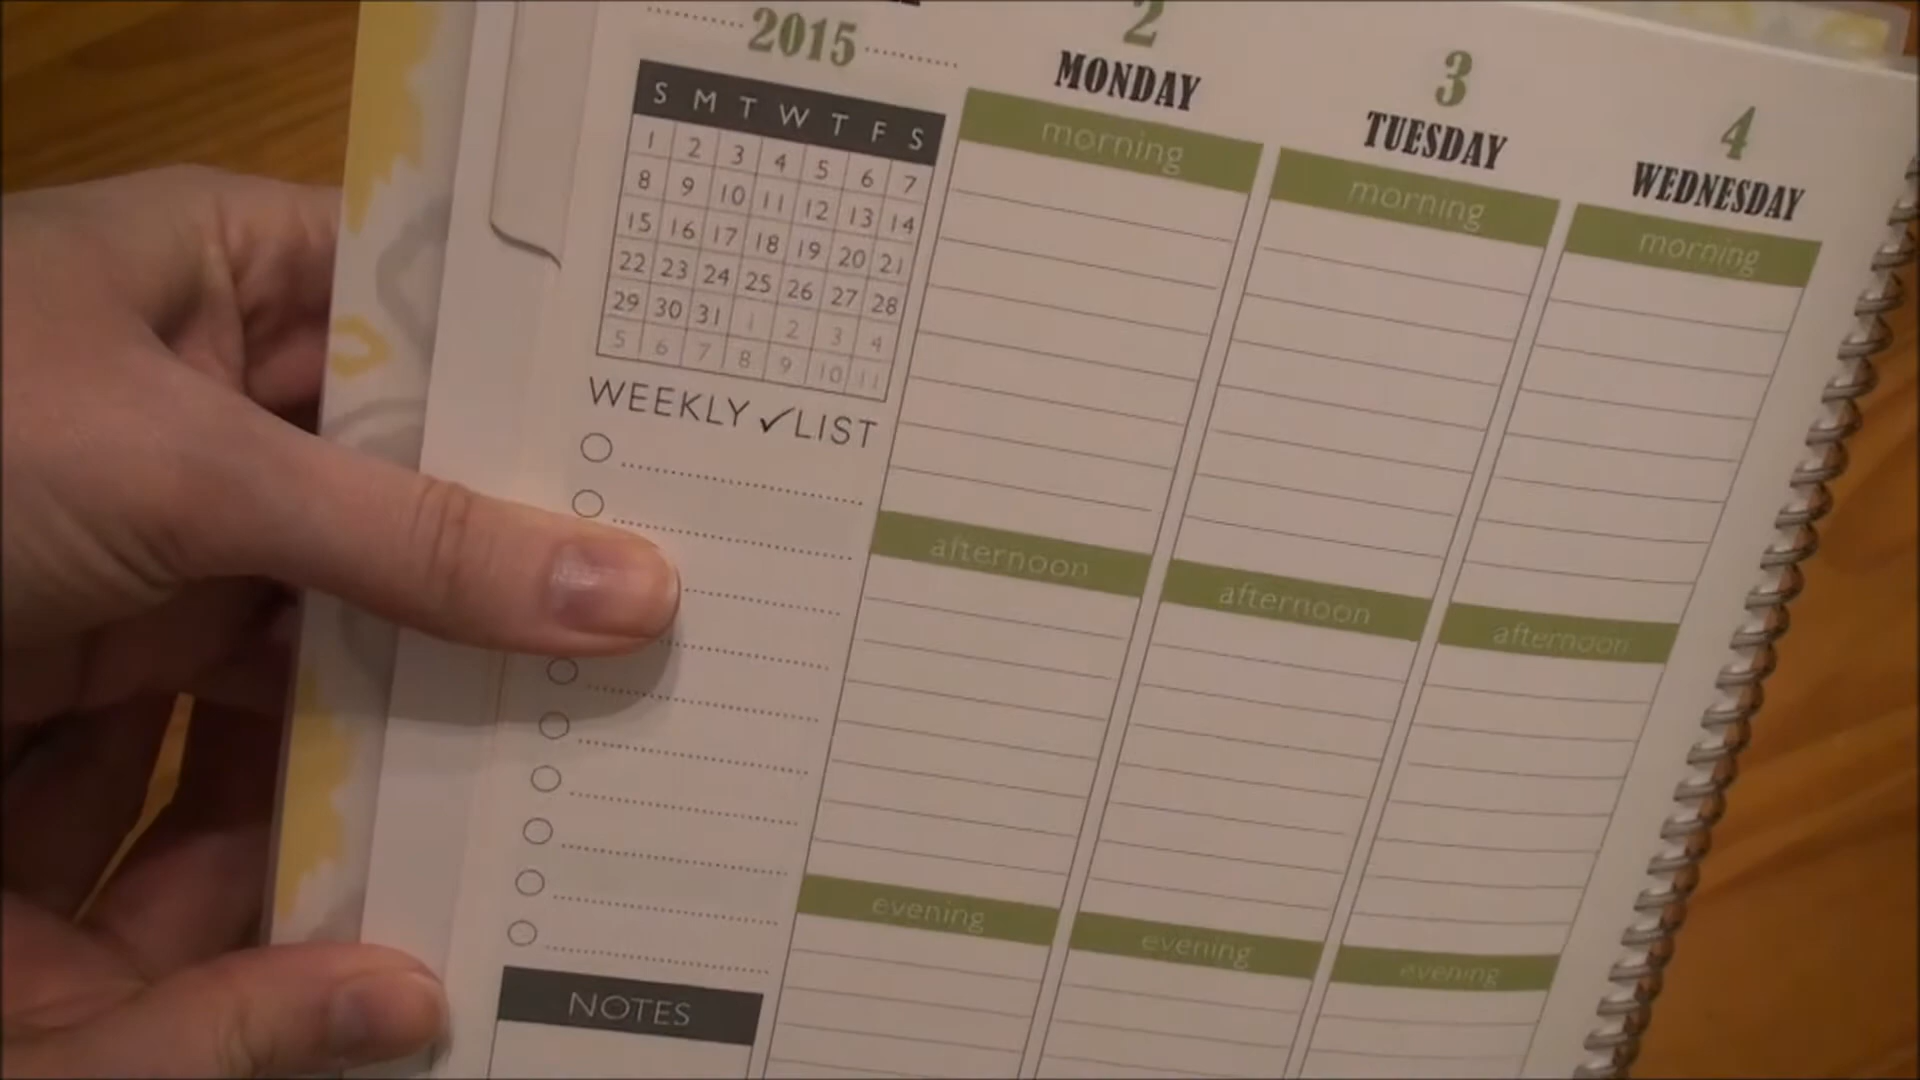 2015
S M T W T F S
1 2 3 4 5 6 7
8 9 10 11 12 13 14
15 16 17 18 19 20 21
22 23 24 25 26 27 28
29 30 31 1 2 3 4
5 6 7 8 9 10 11
WEEKLY ✓LIST
NOTES
2
MONDAY
morning
afternoon
evening
3
TUESDAY
morning
afternoon
evening
4
WEDNESDAY
morning
afternoon
evening